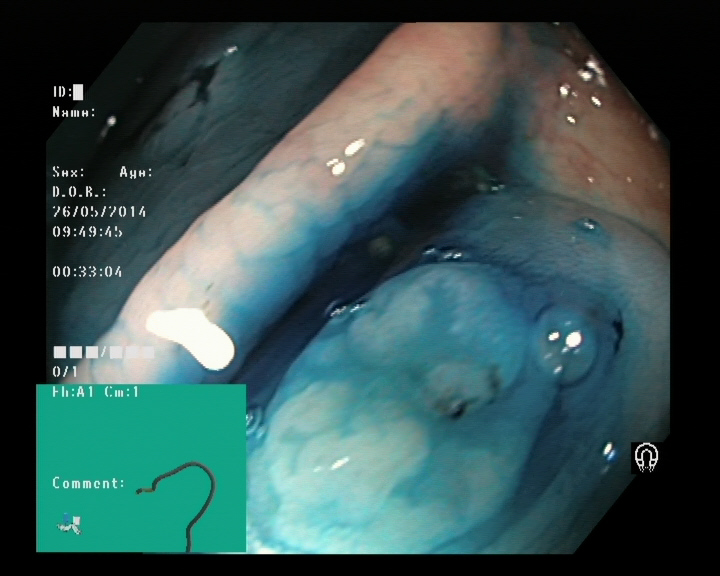 ID:
Name:
Sex: Age:
D.O.B.:
26/05/2014
09:49:45
00:33:04
/
0/1
Eh:A1 Cm:1
Comment: